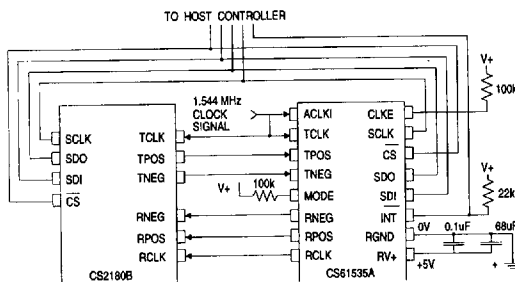 TO HOST CONTROLLER
V+
100k
1.544 MHz
CLOCK
SIGNAL
ACLKI
CLKE
SCLK
TCLK
TCLK
SCLK
SDO
TPOS
TPOS
CS
SDI
TNEG
TNEG
SDO
V+
CS
V+
100k
MODE
SDI
22k
RNEG
RNEG
INT
RPOS
RPOS
RGND
0V
0.1uF
68uF
RCLK
RCLK
RV+
+5V
+
CS2180B
CS61535A